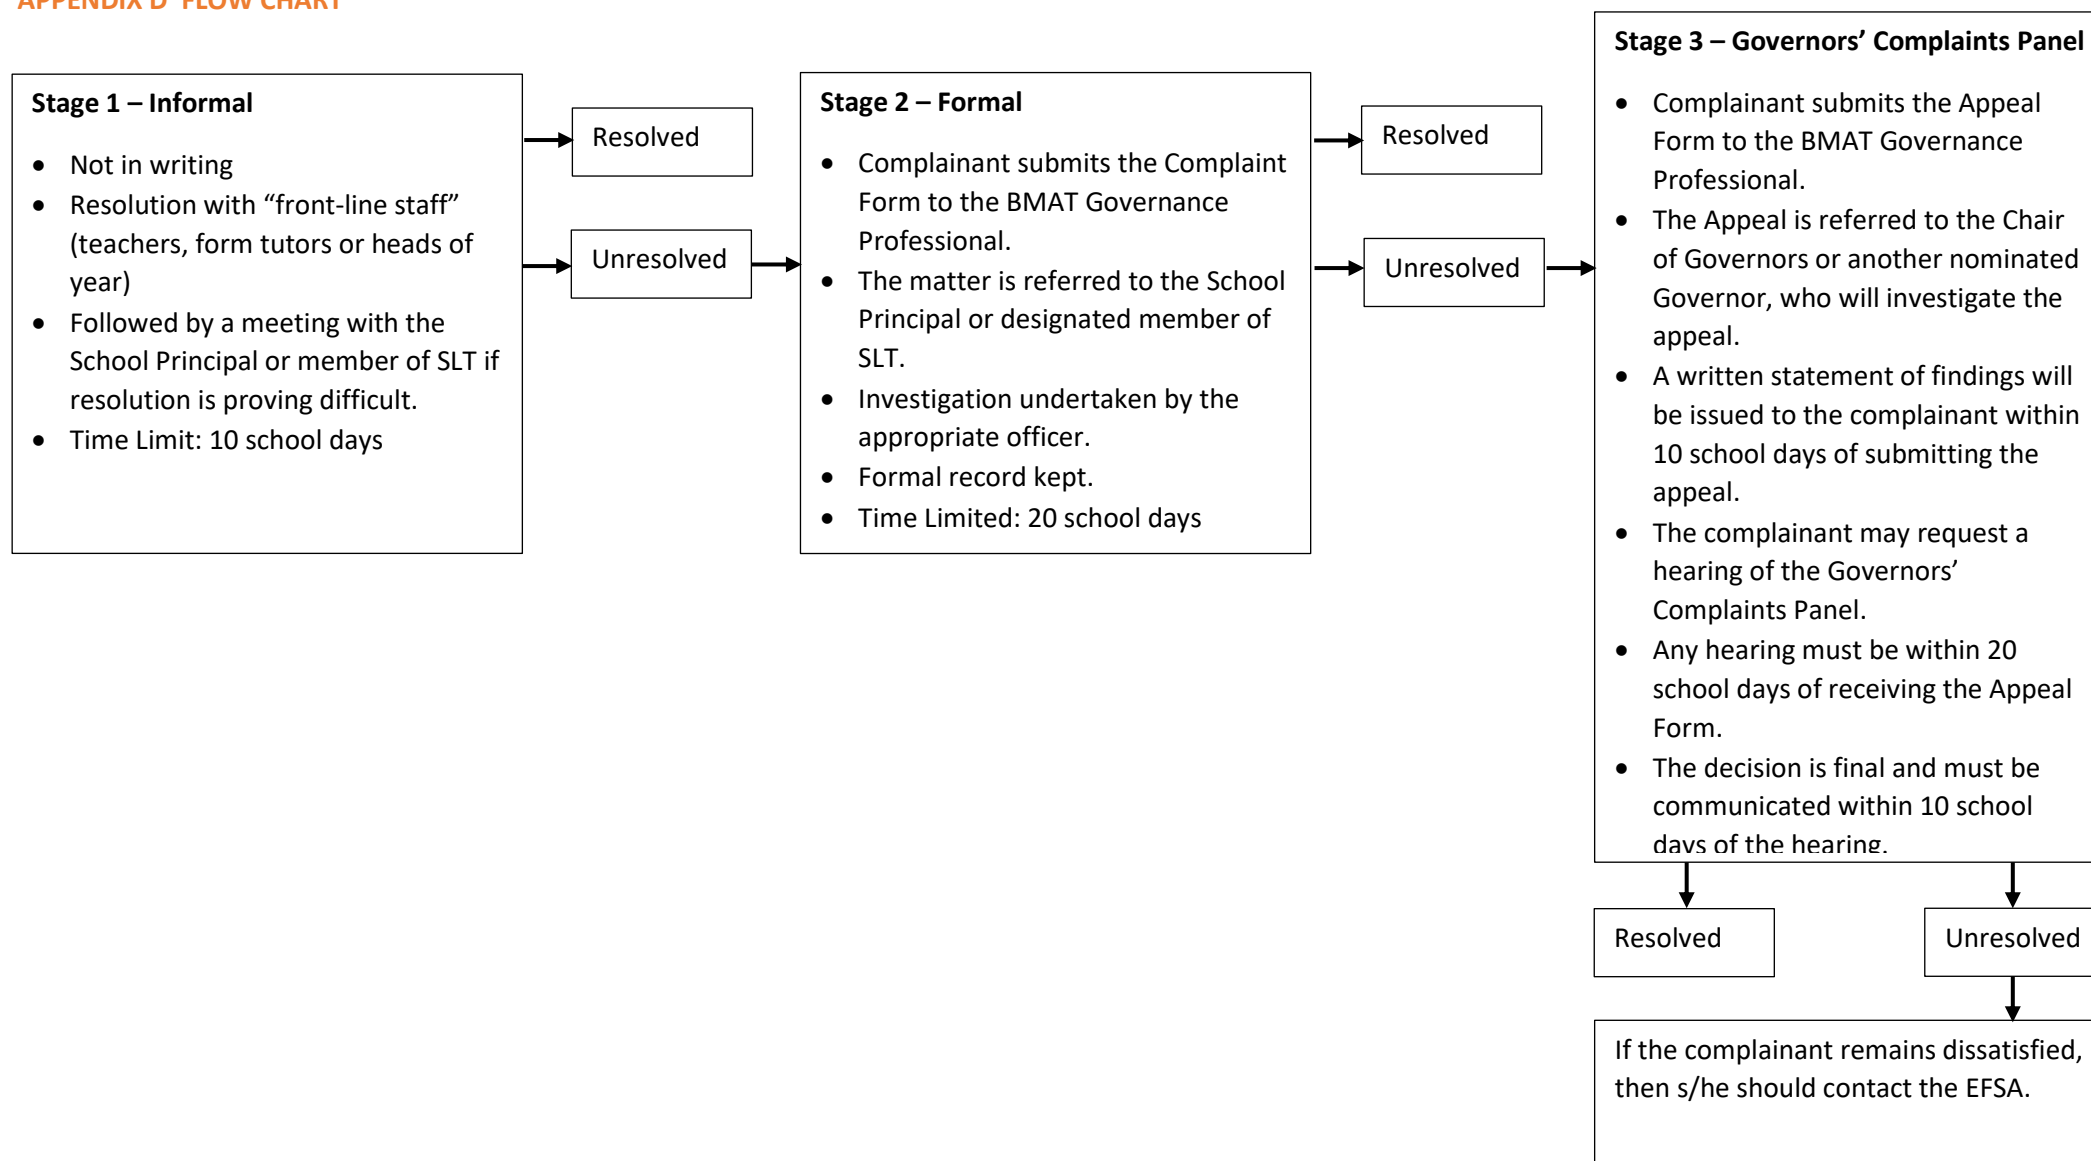 APPENDIX D FLOW CHART
Stage 1 – Informal
• Not in writing
• Resolution with “front-line staff”
(teachers, form tutors or heads of
year)
• Followed by a meeting with the
School Principal or member of SLT if
resolution is proving difficult.
• Time Limit: 10 school days
Resolved
Unresolved
Stage 2 – Formal
• Complainant submits the Complaint
Form to the BMAT Governance
Professional.
• The matter is referred to the School
Principal or designated member of
SLT.
• Investigation undertaken by the
appropriate officer.
• Formal record kept.
• Time Limited: 20 school days
Resolved
Unresolved
Stage 3 – Governors’ Complaints Panel
• Complainant submits the Appeal
Form to the BMAT Governance
Professional.
• The Appeal is referred to the Chair
of Governors or another nominated
Governor, who will investigate the
appeal.
• A written statement of findings will
be issued to the complainant within
10 school days of submitting the
appeal.
• The complainant may request a
hearing of the Governors’
Complaints Panel.
• Any hearing must be within 20
school days of receiving the Appeal
Form.
• The decision is final and must be
communicated within 10 school
days of the hearing.
Resolved
Unresolved
If the complainant remains dissatisfied,
then s/he should contact the EFSA.